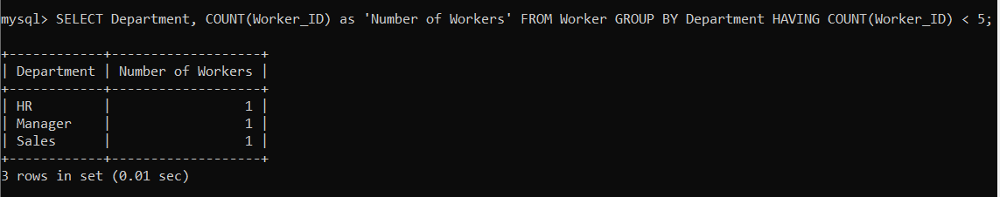 mysql> SELECT Department, COUNT(Worker_ID) as 'Number of Workers' FROM Worker GROUP BY Department HAVING COUNT(Worker_ID) < 5;
+------------+-------------------+
| Department | Number of Workers |
+------------+-------------------+
| HR         |                 1 |
| Manager    |                 1 |
| Sales      |                 1 |
+------------+-------------------+
3 rows in set (0.01 sec)